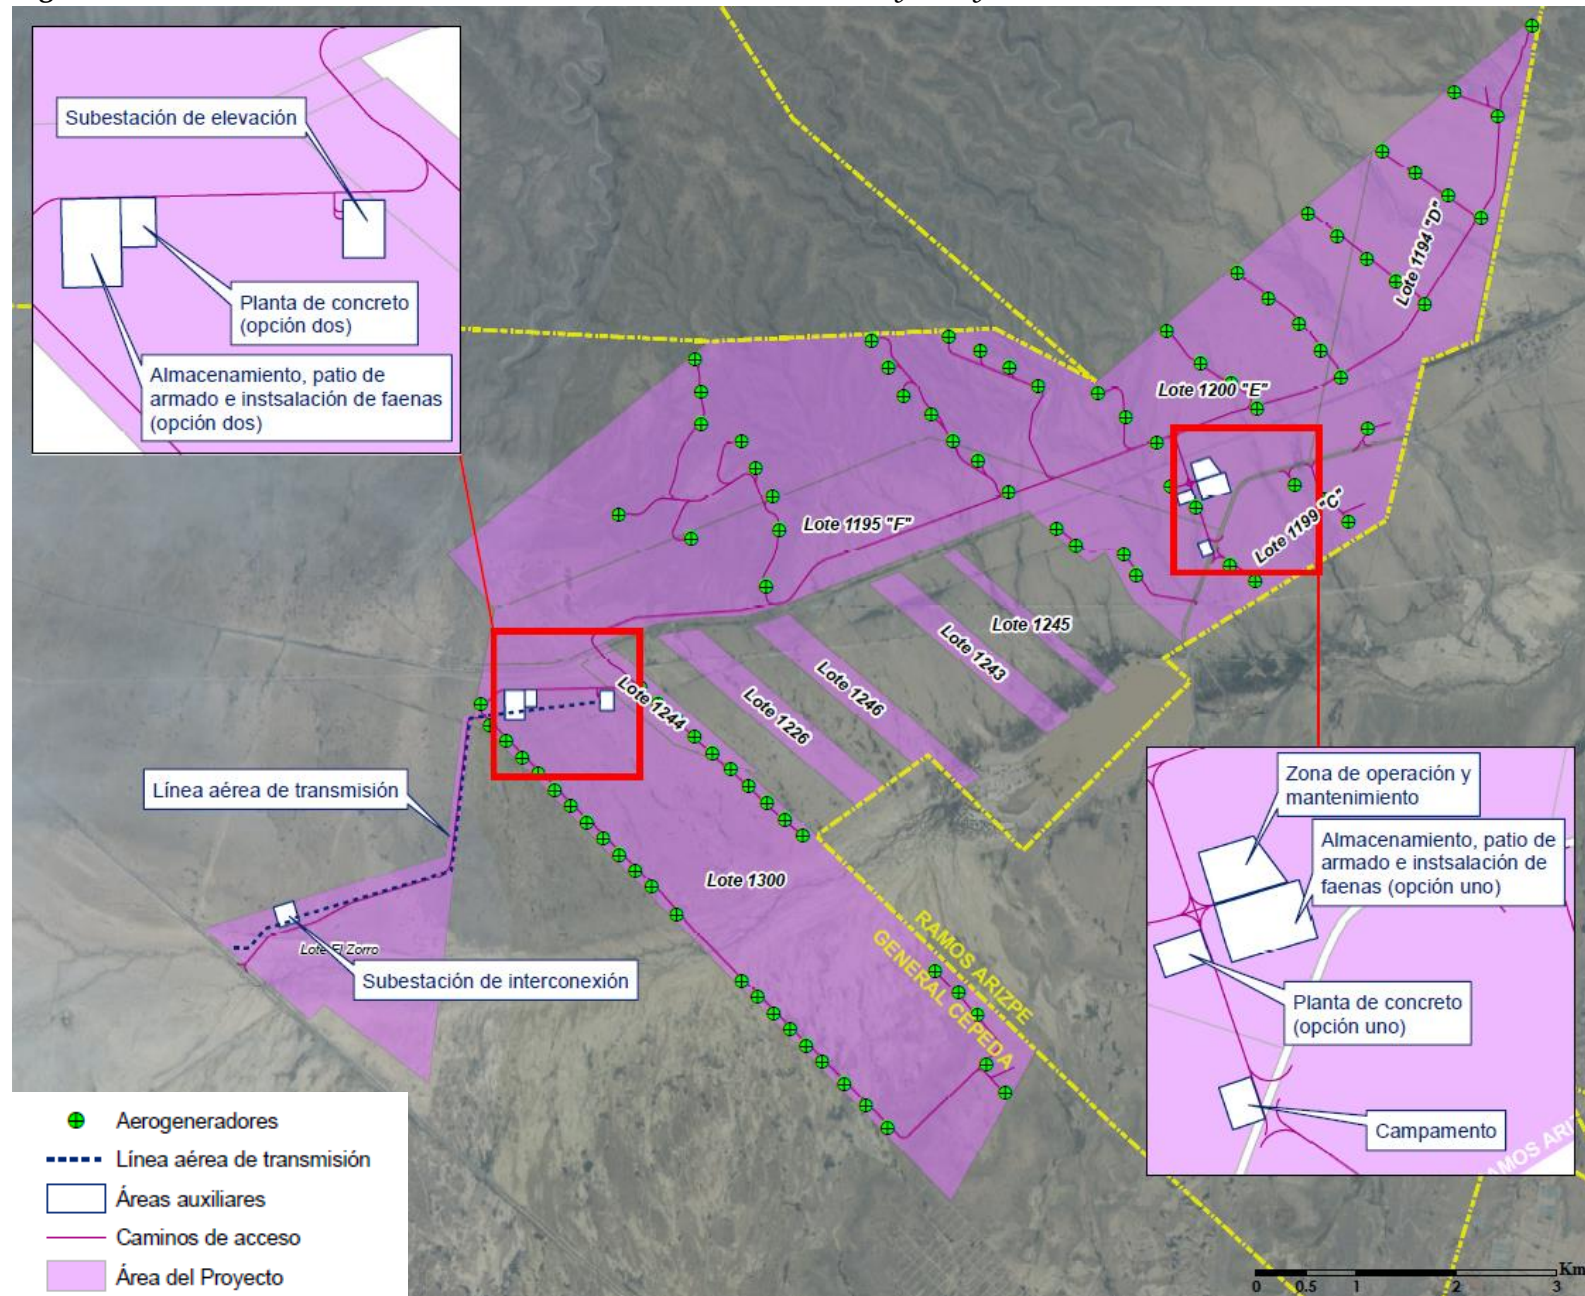 Subestación de elevación
Planta de concreto
(opción dos)
Almacenamiento, patio de
armado e instsalación de faenas
(opción dos)
Lote 1194 "D"
Lote 1200 "E"
Lote 1199 "C"
Lote 1195 "F"
Lote 1245
Lote 1243
Lote 1246
Lote 1226
Lote 1244
Línea aérea de transmisión
Lote 1300
Lote El Zorro
Subestación de interconexión
RAMOS ARIZPE
GENERAL CEPEDA
Zona de operación y
mantenimiento
Almacenamiento, patio de
armado e instsalación de
faenas (opción uno)
Planta de concreto
(opción uno)
Campamento
Aerogeneradores
Línea aérea de transmisión
Áreas auxiliares
Caminos de acceso
Área del Proyecto
Km
0 0.5 1 2 3